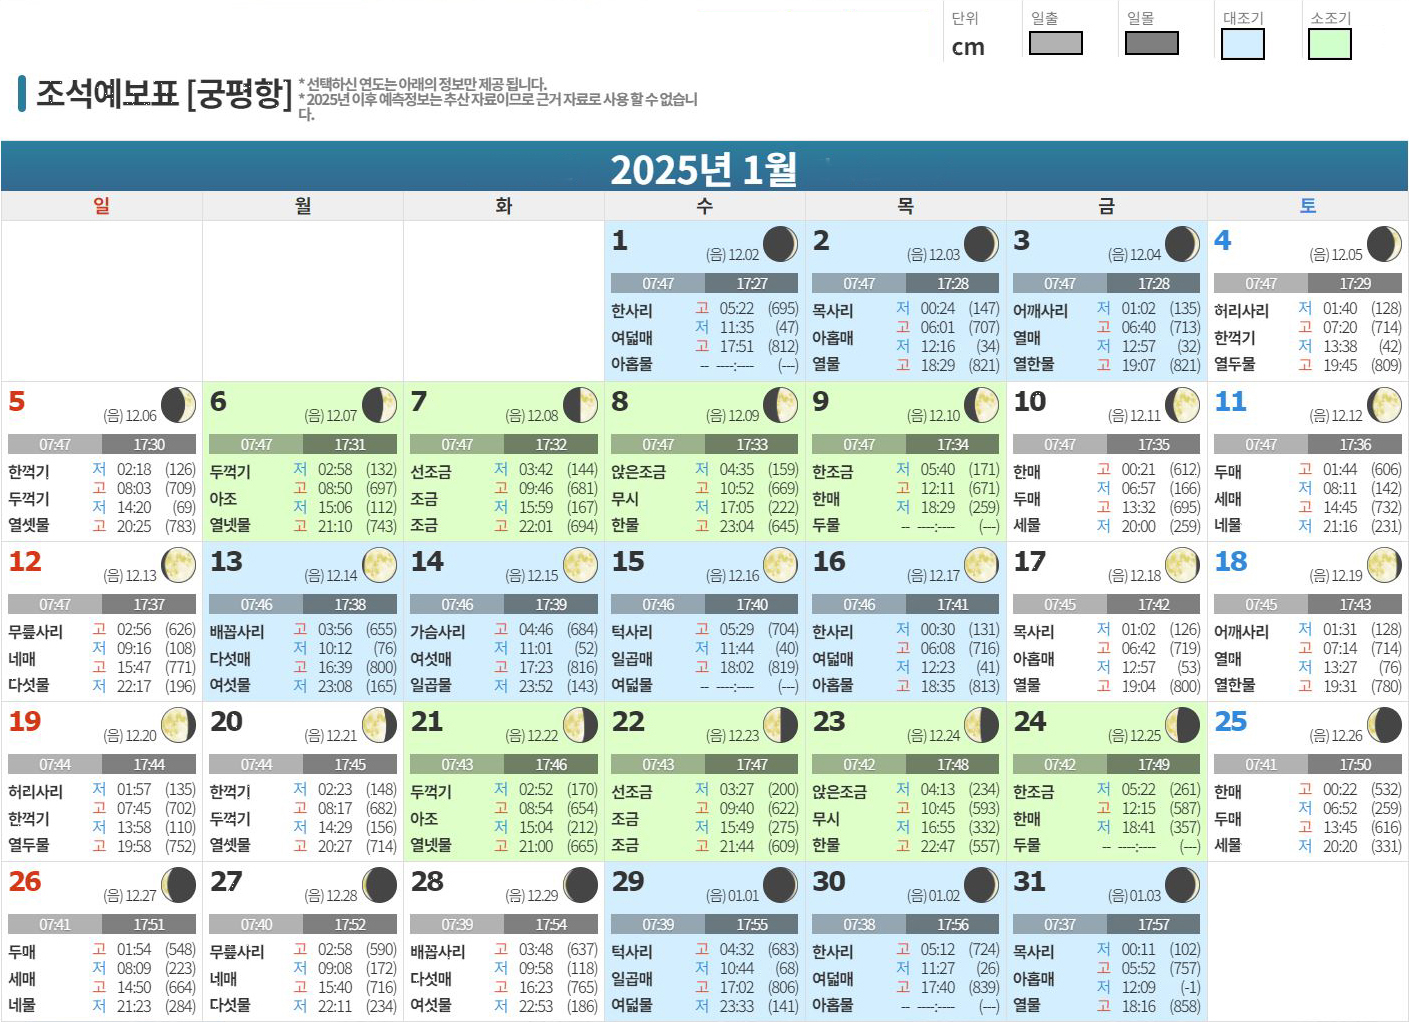 단위 일출 일몰 대조기 소조기
cm
조석예보표 [궁평항]
* 선택하신 연도는 아래의 정보만 제공 됩니다.
* 2025년 이후 예측정보는 추산 자료이므로 근거 자료로 사용 할 수 없습니
다.
2025년 1월
일 월 화 수 목 금 토
1 (음) 12.02
07:47 17:27
한사리 고 05:22 (695)
여덟매 저 11:35 (47)
아홉물 고 17:51 (812)
-- ----:---- (---)
2 (음) 12.03
07:47 17:28
목사리 저 00:24 (147)
아홉매 고 06:01 (707)
열물 저 12:16 (34)
고 18:29 (821)
3 (음) 12.04
07:47 17:28
어깨사리 저 01:02 (135)
열매 고 06:40 (713)
열한물 저 12:57 (32)
고 19:07 (821)
4 (음) 12.05
07:47 17:29
허리사리 저 01:40 (128)
한꺽기 고 07:20 (714)
열두물 저 13:38 (42)
고 19:45 (809)
5 (음) 12.06
07:47 17:30
한꺽기 저 02:18 (126)
두꺽기 고 08:03 (709)
열셋물 저 14:20 (69)
고 20:25 (783)
6 (음) 12.07
07:47 17:31
두꺽기 저 02:58 (132)
아조 고 08:50 (697)
열넷물 저 15:06 (112)
고 21:10 (743)
7 (음) 12.08
07:47 17:32
선조금 저 03:42 (144)
조금 고 09:46 (681)
조금 저 15:59 (167)
고 22:01 (694)
8 (음) 12.09
07:47 17:33
앉은조금 저 04:35 (159)
무시 고 10:52 (669)
한물 저 17:05 (222)
고 23:04 (645)
9 (음) 12.10
07:47 17:34
한조금 저 05:40 (171)
한매 고 12:11 (671)
두물 저 18:29 (259)
-- ----:---- (---)
10 (음) 12.11
07:47 17:35
한매 고 00:21 (612)
두매 저 06:57 (166)
세물 고 13:32 (695)
저 20:00 (259)
11 (음) 12.12
07:47 17:36
두매 고 01:44 (606)
세매 저 08:11 (142)
네물 고 14:45 (732)
저 21:16 (231)
12 (음) 12.13
07:47 17:37
무릎사리 고 02:56 (626)
네매 저 09:16 (108)
다섯물 고 15:47 (771)
저 22:17 (196)
13 (음) 12.14
07:46 17:38
배꼽사리 고 03:56 (655)
다섯매 저 10:12 (76)
여섯물 고 16:39 (800)
저 23:08 (165)
14 (음) 12.15
07:46 17:39
가슴사리 고 04:46 (684)
여섯매 저 11:01 (52)
일곱물 고 17:23 (816)
저 23:52 (143)
15 (음) 12.16
07:46 17:40
턱사리 고 05:29 (704)
일곱매 저 11:44 (40)
여덟물 고 18:02 (819)
-- ----:---- (---)
16 (음) 12.17
07:46 17:41
한사리 저 00:30 (131)
여덟매 고 06:08 (716)
아홉물 저 12:23 (41)
고 18:35 (813)
17 (음) 12.18
07:45 17:42
목사리 저 01:02 (126)
아홉매 고 06:42 (719)
열물 저 12:57 (53)
고 19:04 (800)
18 (음) 12.19
07:45 17:43
어깨사리 저 01:31 (128)
열매 고 07:14 (714)
열한물 저 13:27 (76)
고 19:31 (780)
19 (음) 12.20
07:44 17:44
허리사리 저 01:57 (135)
한꺽기 고 07:45 (702)
열두물 저 13:58 (110)
고 19:58 (752)
20 (음) 12.21
07:44 17:45
한꺽기 저 02:23 (148)
두꺽기 고 08:17 (682)
열셋물 저 14:29 (156)
고 20:27 (714)
21 (음) 12.22
07:43 17:46
두꺽기 저 02:52 (170)
아조 고 08:54 (654)
열넷물 저 15:04 (212)
고 21:00 (665)
22 (음) 12.23
07:43 17:47
선조금 저 03:27 (200)
조금 고 09:40 (622)
조금 저 15:49 (275)
고 21:44 (609)
23 (음) 12.24
07:42 17:48
앉은조금 저 04:13 (234)
무시 고 10:45 (593)
한물 저 16:55 (332)
고 22:47 (557)
24 (음) 12.25
07:42 17:49
한조금 저 05:22 (261)
한매 고 12:15 (587)
두물 저 18:41 (357)
-- ----:---- (---)
25 (음) 12.26
07:41 17:50
한매 고 00:22 (532)
두매 저 06:52 (259)
세물 고 13:45 (616)
저 20:20 (331)
26 (음) 12.27
07:41 17:51
두매 고 01:54 (548)
세매 저 08:09 (223)
네물 고 14:50 (664)
저 21:23 (284)
27 (음) 12.28
07:40 17:52
무릎사리 고 02:58 (590)
네매 저 09:08 (172)
다섯물 고 15:40 (716)
저 22:11 (234)
28 (음) 12.29
07:39 17:54
배꼽사리 고 03:48 (637)
다섯매 저 09:58 (118)
여섯물 고 16:23 (765)
저 22:53 (186)
29 (음) 01.01
07:39 17:55
턱사리 고 04:32 (683)
일곱매 저 10:44 (68)
여덟물 고 17:02 (806)
저 23:33 (141)
30 (음) 01.02
07:38 17:56
한사리 고 05:12 (724)
여덟매 저 11:27 (26)
아홉물 고 17:40 (839)
-- ----:---- (---)
31 (음) 01.03
07:37 17:57
목사리 저 00:11 (102)
아홉매 고 05:52 (757)
열물 저 12:09 (-1)
고 18:16 (858)